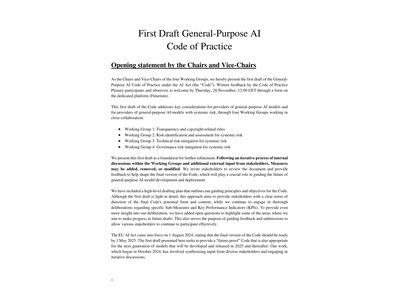 First Draft General-Purpose AI
Code of Practice
Opening statement by the Chairs and Vice-Chairs
As the Chairs and Vice-Chairs of the four Working Groups, we hereby present the first draft of the General-
Purpose AI Code of Practice under the AI Act (the “Code”). Written feedback by the Code of Practice
Plenary participants and observers is welcome by Thursday, 28 November, 12:00 CET through a form on
the dedicated platform (Futurium).
This first draft of the Code addresses key considerations for providers of general-purpose AI models and
for providers of general-purpose AI models with systemic risk, through four Working Groups working in
close collaboration:
● Working Group 1: Transparency and copyright-related rules
● Working Group 2: Risk identification and assessment for systemic risk
● Working Group 3: Technical risk mitigation for systemic risk
● Working Group 4: Governance risk mitigation for systemic risk
We present this first draft as a foundation for further refinement. Following an iterative process of internal
discussions within the Working Groups and additional external input from stakeholders, Measures
may be added, removed, or modified. We invite stakeholders to review the document and provide
feedback to help shape the final version of the Code, which will play a crucial role in guiding the future of
general-purpose AI model development and deployment.
We have included a high-level drafting plan that outlines our guiding principles and objectives for the Code.
Although the first draft is light in detail, this approach aims to provide stakeholders with a clear sense of
direction of the final Code's potential form and content, while we continue to engage in thorough
deliberations regarding specific Sub-Measures and Key Performance Indicators (KPIs). To provide even
more insight into our deliberation, we have added open questions to highlight some of the areas where we
aim to make progress in future drafts. This also serves the purpose of guiding feedback and submissions to
allow various stakeholders to continue to participate effectively.
The EU AI Act came into force on 1 August 2024, stating that the final version of the Code should be ready
by 1 May 2025. The first draft presented here seeks to provide a “future-proof” Code that is also appropriate
for the next generation of models that will be developed and released in 2025 and thereafter. Our work,
which began in October 2024, has involved synthesizing input from diverse stakeholders and engaging in
iterative discussions.